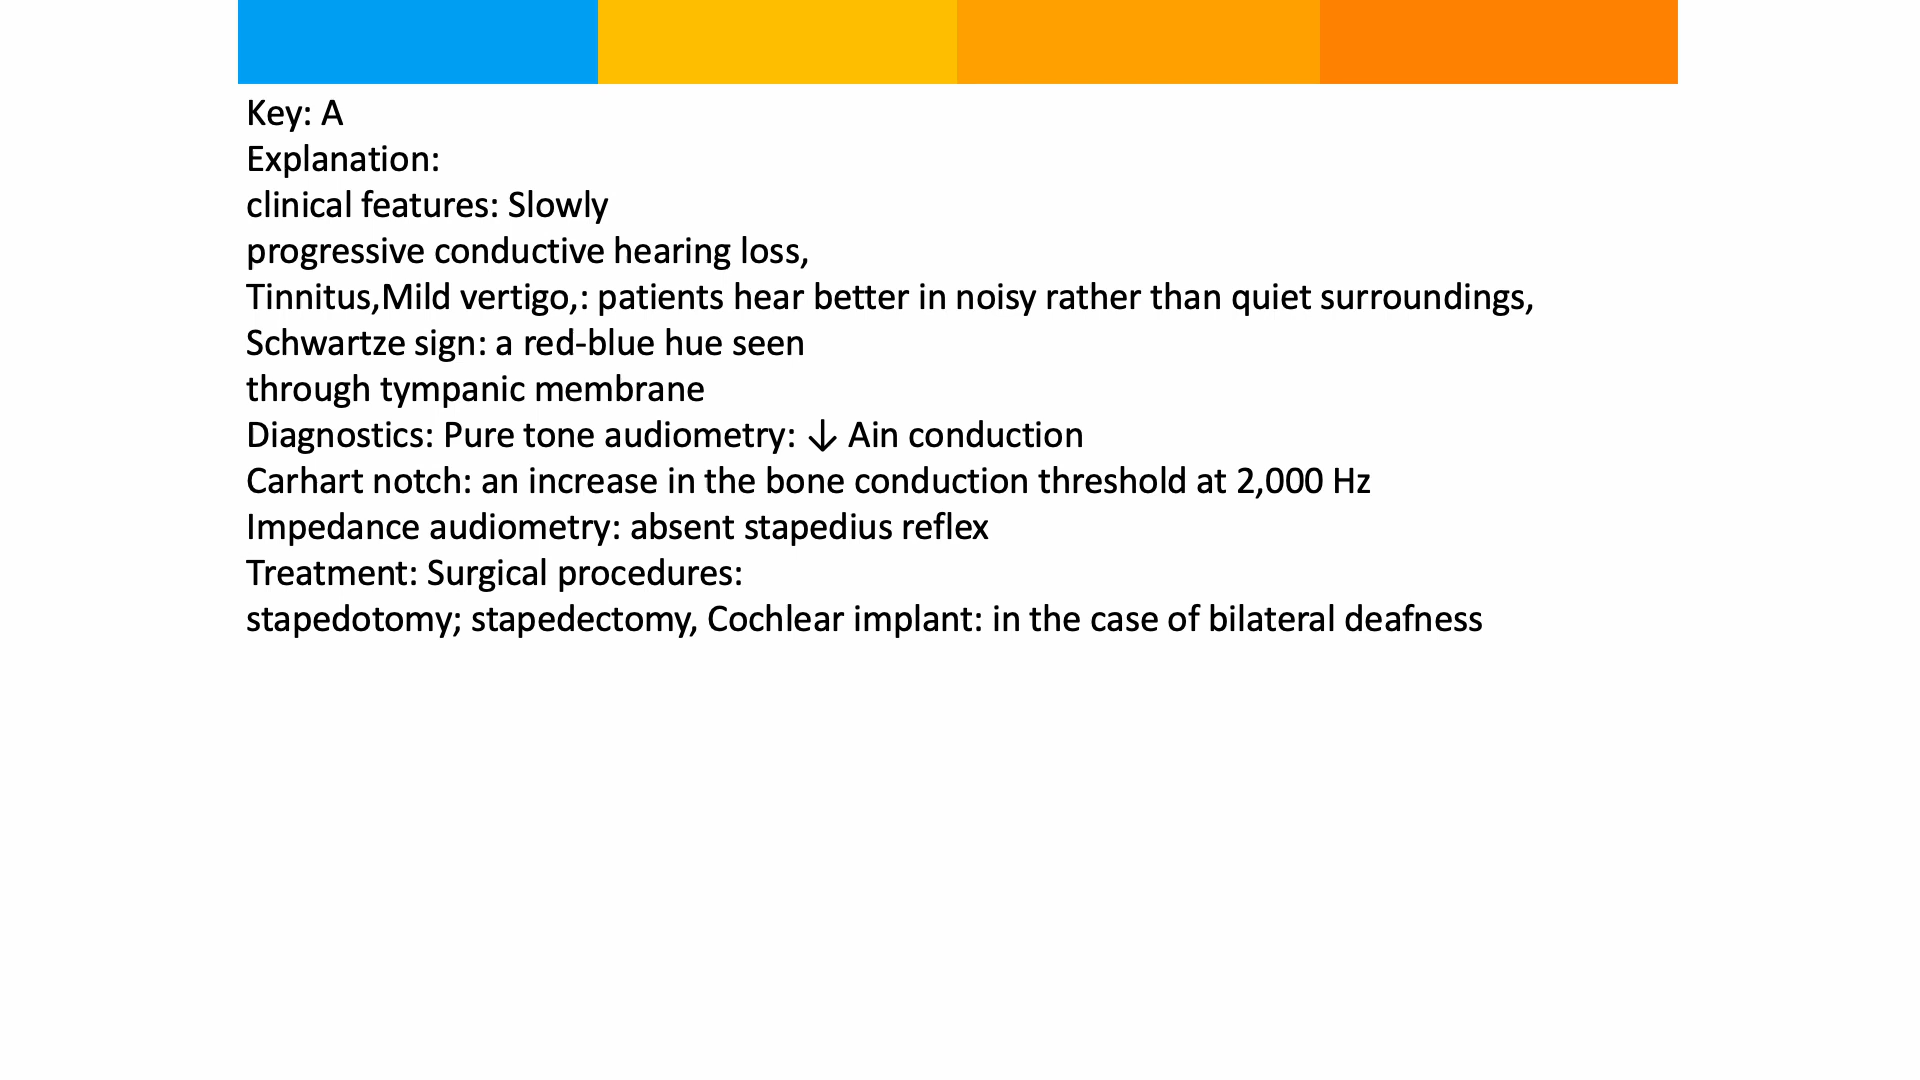 Key: A
Explanation:
clinical features: Slowly
progressive conductive hearing loss,
Tinnitus,Mild vertigo,: patients hear better in noisy rather than quiet surroundings,
Schwartze sign: a red-blue hue seen
through tympanic membrane
Diagnostics: Pure tone audiometry: ↓ Ain conduction
Carhart notch: an increase in the bone conduction threshold at 2,000 Hz
Impedance audiometry: absent stapedius reflex
Treatment: Surgical procedures:
stapedotomy; stapedectomy, Cochlear implant: in the case of bilateral deafness